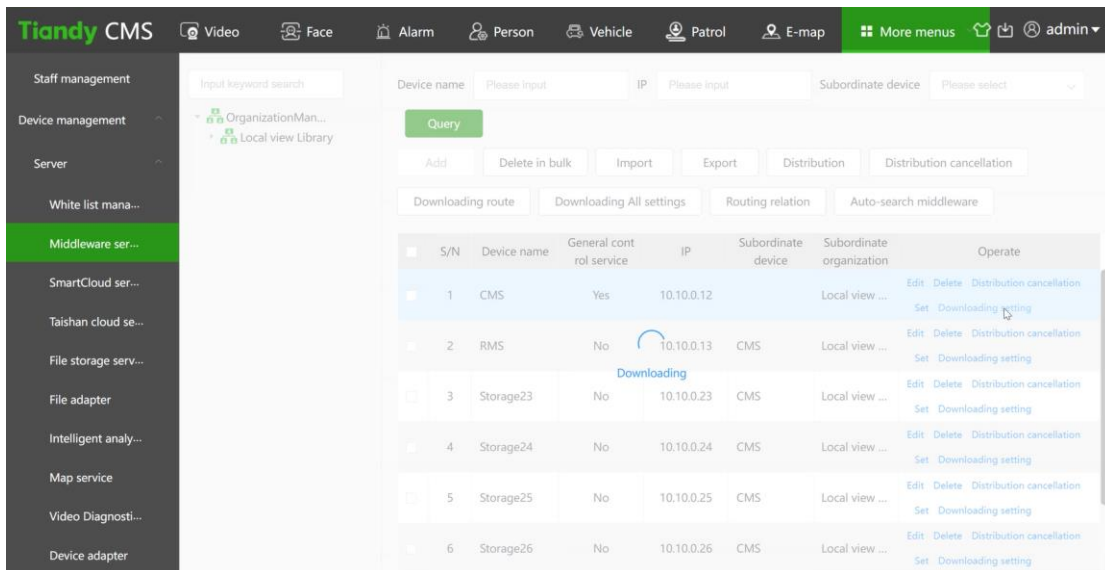 Tiandy CMS Video Face Alarm Person Vehicle Patrol E-map More menus admin
Staff management
Device management
Server
White list mana...
Middleware ser...
SmartCloud ser...
Taishan cloud se...
File storage serv...
File adapter
Intelligent analy...
Map service
Video Diagnosti...
Device adapter
Input keyword search
OrganizationMan...
Local view Library
Device name Please input IP Please input Subordinate device Please select
Query
Add Delete in bulk Import Export Distribution Distribution cancellation
Downloading route Downloading All settings Routing relation Auto-search middleware
S/N Device name General cont rol service IP Subordinate device Subordinate organization Operate
1 CMS Yes 10.10.0.12 Local view ... Edit Delete Distribution cancellation
Set Downloading setting
2 RMS No 10.10.0.13 CMS Local view ... Edit Delete Distribution cancellation
Set Downloading setting
Downloading
3 Storage23 No 10.10.0.23 CMS Local view ... Edit Delete Distribution cancellation
Set Downloading setting
4 Storage24 No 10.10.0.24 CMS Local view ... Edit Delete Distribution cancellation
Set Downloading setting
5 Storage25 No 10.10.0.25 CMS Local view ... Edit Delete Distribution cancellation
Set Downloading setting
6 Storage26 No 10.10.0.26 CMS Local view ... Edit Delete Distribution cancellation
Set Downloading setting